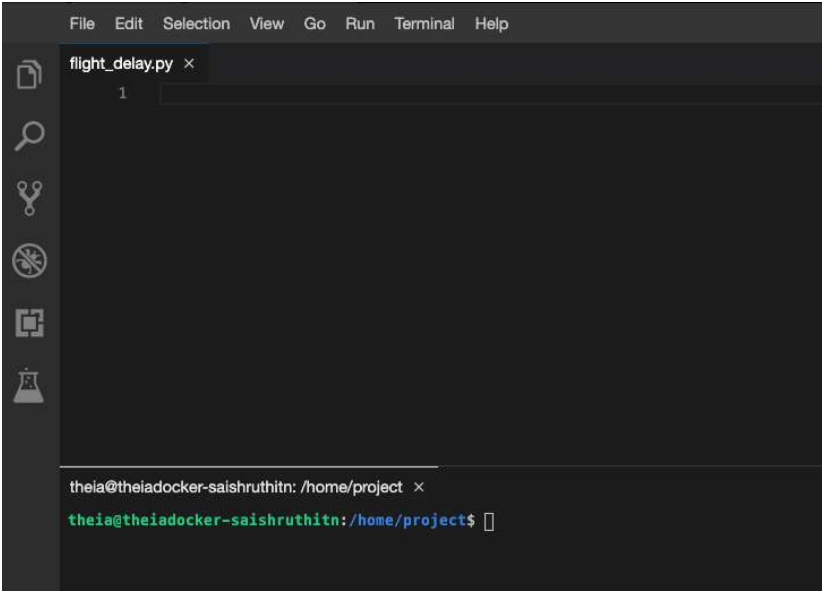 File Edit Selection View Go Run Terminal Help
flight_delay.py ×
1
theia@theiadocker-saishruthitn: /home/project ×
theia@theiadocker-saishruthitn:/home/project$